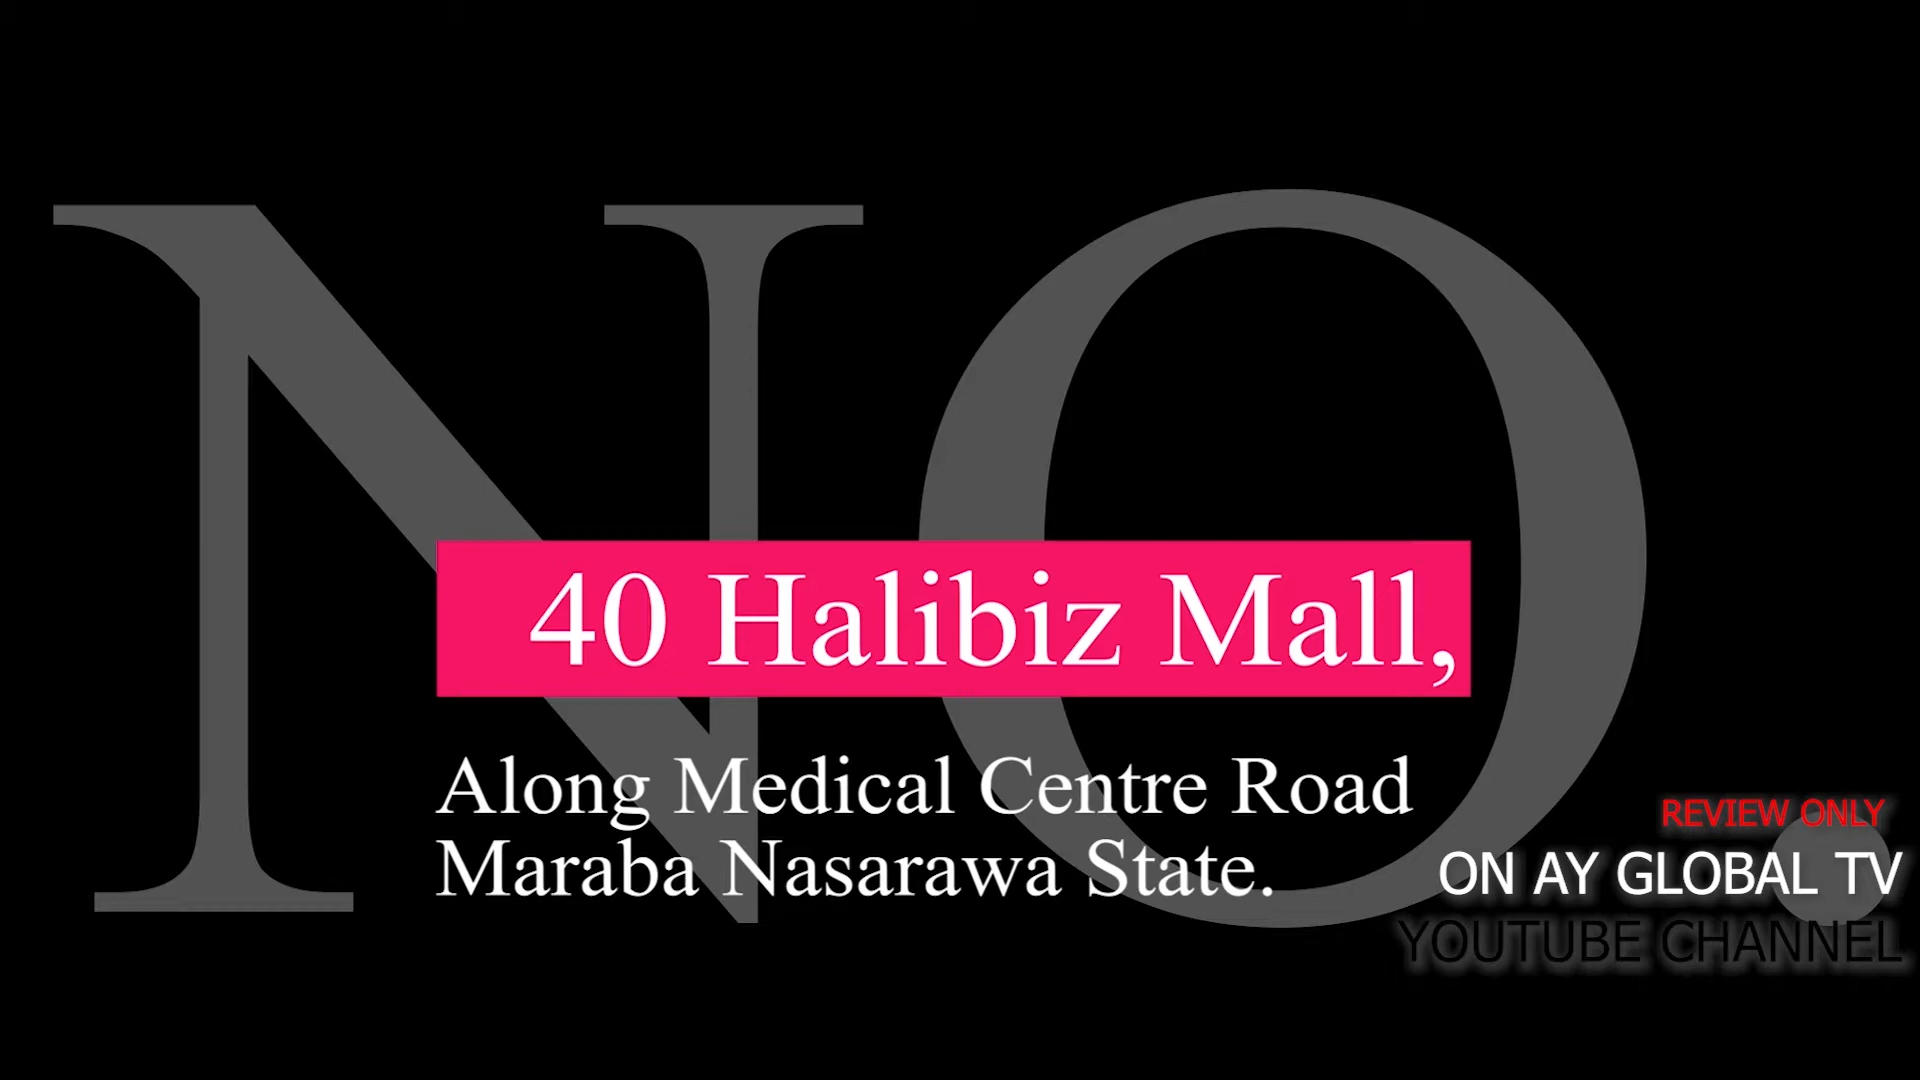 NO.
40 Halibiz Mall,
Along Medical Centre Road
Maraba Nasarawa State.
REVIEW ONLY
ON AY GLOBAL TV
YOUTUBE CHANNEL